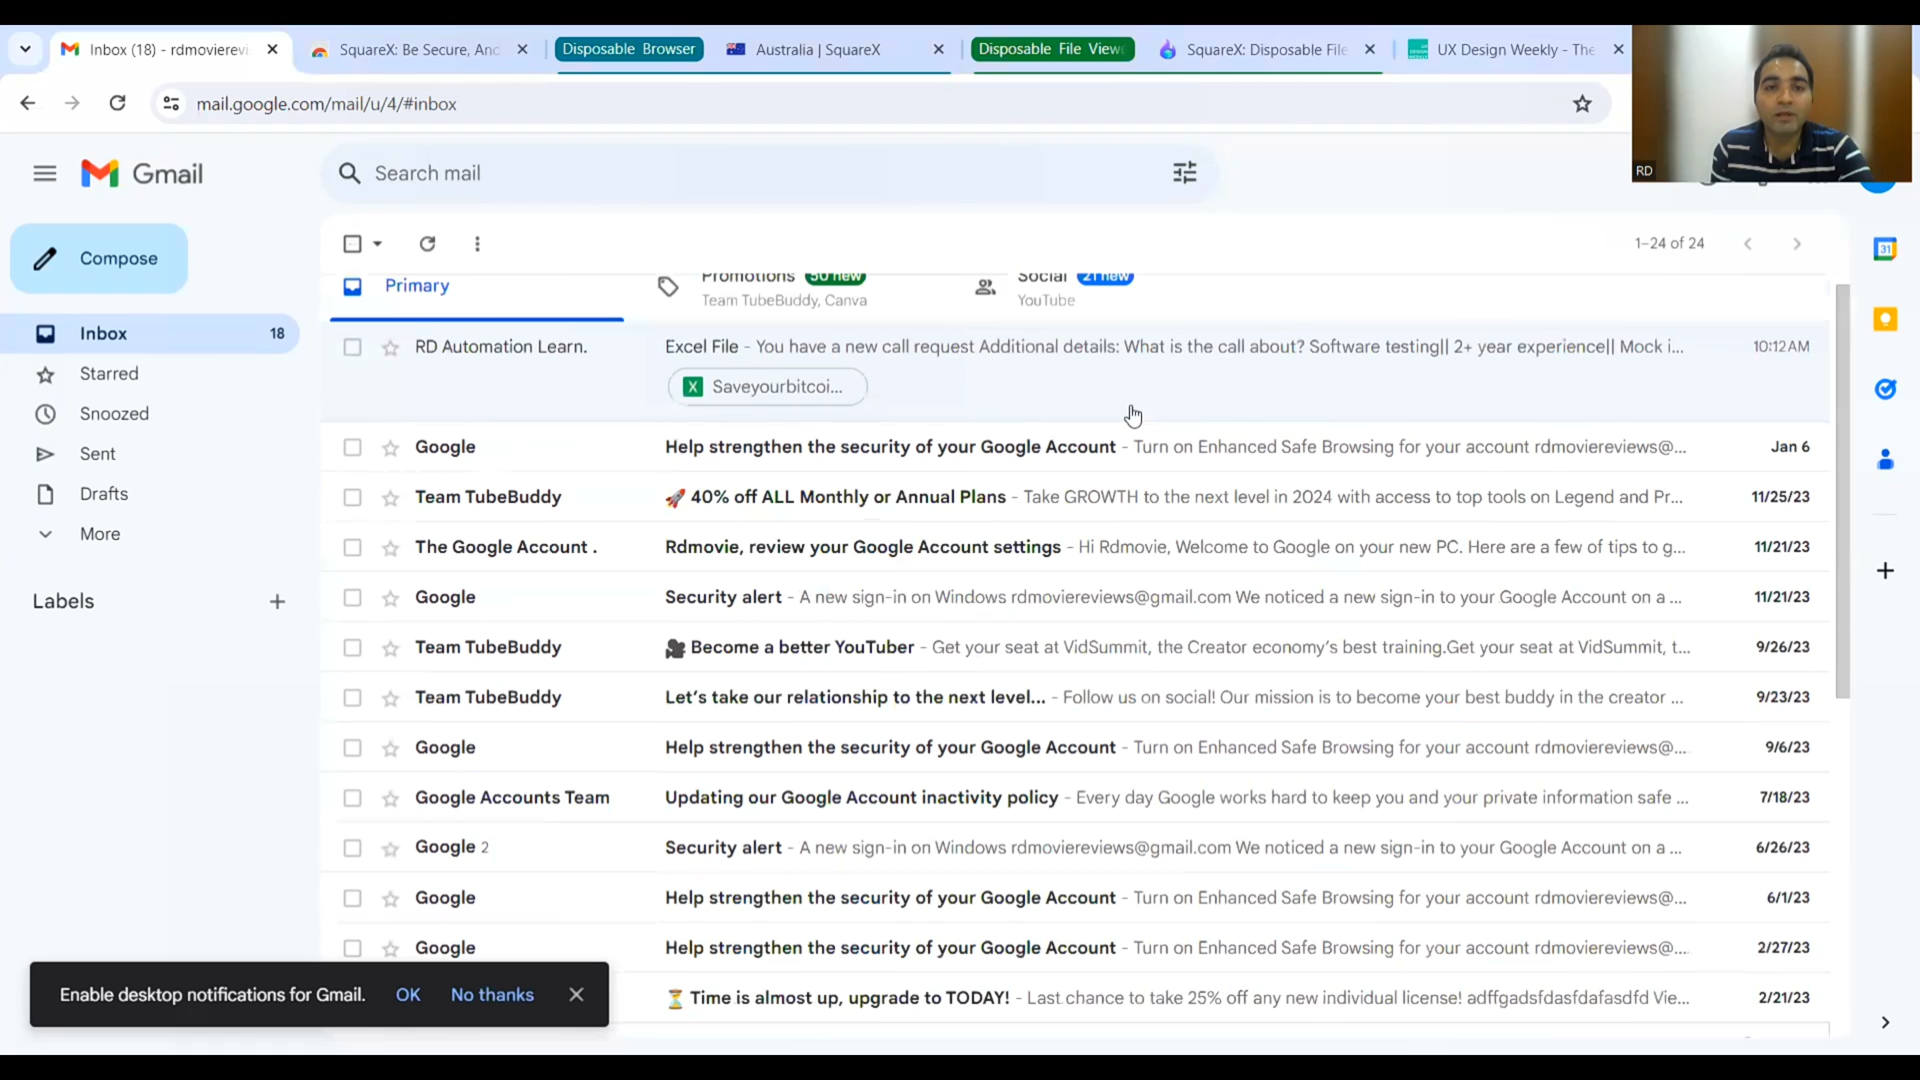 Inbox (18) - rdmovierevi
SquareX: Be Secure, Anc
Disposable Browser
Australia | SquareX
Disposable File View
SquareX: Disposable File
UX Design Weekly - The
mail.google.com/mail/u/4/#inbox
RD
Gmail
Search mail
Compose
1–24 of 24
31
Primary
Promotions 50 new
Team TubeBuddy, Canva
Social 21 new
YouTube
Inbox 18
Starred
Snoozed
Sent
Drafts
More
Labels
RD Automation Learn. Excel File - You have a new call request Additional details: What is the call about? Software testing|| 2+ year experience|| Mock i... 10:12 AM
X Saveyourbitcoi...
Google Help strengthen the security of your Google Account - Turn on Enhanced Safe Browsing for your account rdmoviereviews@... Jan 6
Team TubeBuddy 🚀 40% off ALL Monthly or Annual Plans - Take GROWTH to the next level in 2024 with access to top tools on Legend and Pr... 11/25/23
The Google Account . Rdmovie, review your Google Account settings - Hi Rdmovie, Welcome to Google on your new PC. Here are a few of tips to g... 11/21/23
Google Security alert - A new sign-in on Windows rdmoviereviews@gmail.com We noticed a new sign-in to your Google Account on a ... 11/21/23
Team TubeBuddy 🎥 Become a better YouTuber - Get your seat at VidSummit, the Creator economy's best training.Get your seat at VidSummit, t... 9/26/23
Team TubeBuddy Let's take our relationship to the next level... - Follow us on social! Our mission is to become your best buddy in the creator ... 9/23/23
Google Help strengthen the security of your Google Account - Turn on Enhanced Safe Browsing for your account rdmoviereviews@... 9/6/23
Google Accounts Team Updating our Google Account inactivity policy - Every day Google works hard to keep you and your private information safe ... 7/18/23
Google 2 Security alert - A new sign-in on Windows rdmoviereviews@gmail.com We noticed a new sign-in to your Google Account on a ... 6/26/23
Google Help strengthen the security of your Google Account - Turn on Enhanced Safe Browsing for your account rdmoviereviews@... 6/1/23
Google Help strengthen the security of your Google Account - Turn on Enhanced Safe Browsing for your account rdmoviereviews@... 2/27/23
⏳ Time is almost up, upgrade to TODAY! - Last chance to take 25% off any new individual license! adffgadsfdasfdafasdfd Vie... 2/21/23
Enable desktop notifications for Gmail. OK No thanks